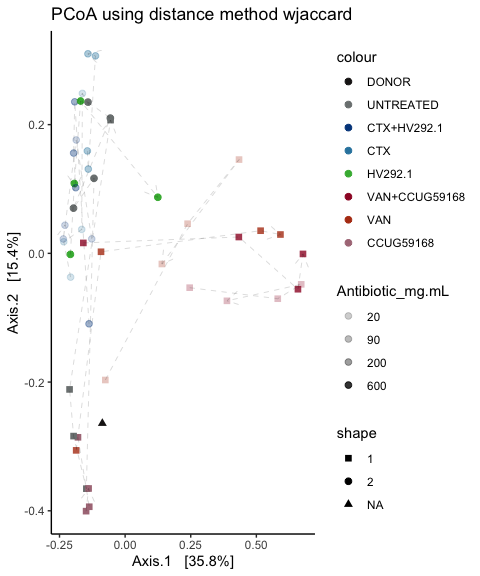 PCoA using distance method wjaccard
Axis.2   [15.4%]
0.2
0.0
-0.2
-0.4
-0.25
0.00
0.25
0.50
Axis.1   [35.8%]
colour
DONOR
UNTREATED
CTX+HV292.1
CTX
HV292.1
VAN+CCUG59168
VAN
CCUG59168
Antibiotic_mg.mL
20
90
200
600
shape
1
2
NA